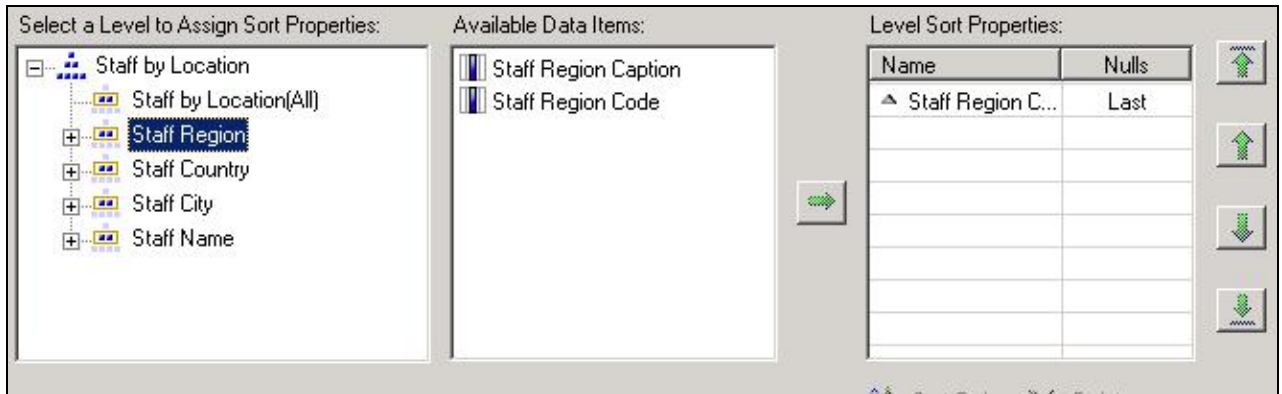 Select a Level to Assign Sort Properties:
Staff by Location
Staff by Location(All)
Staff Region
Staff Country
Staff City
Staff Name
Available Data Items:
Staff Region Caption
Staff Region Code
Level Sort Properties:
Name Nulls
Staff Region C... Last